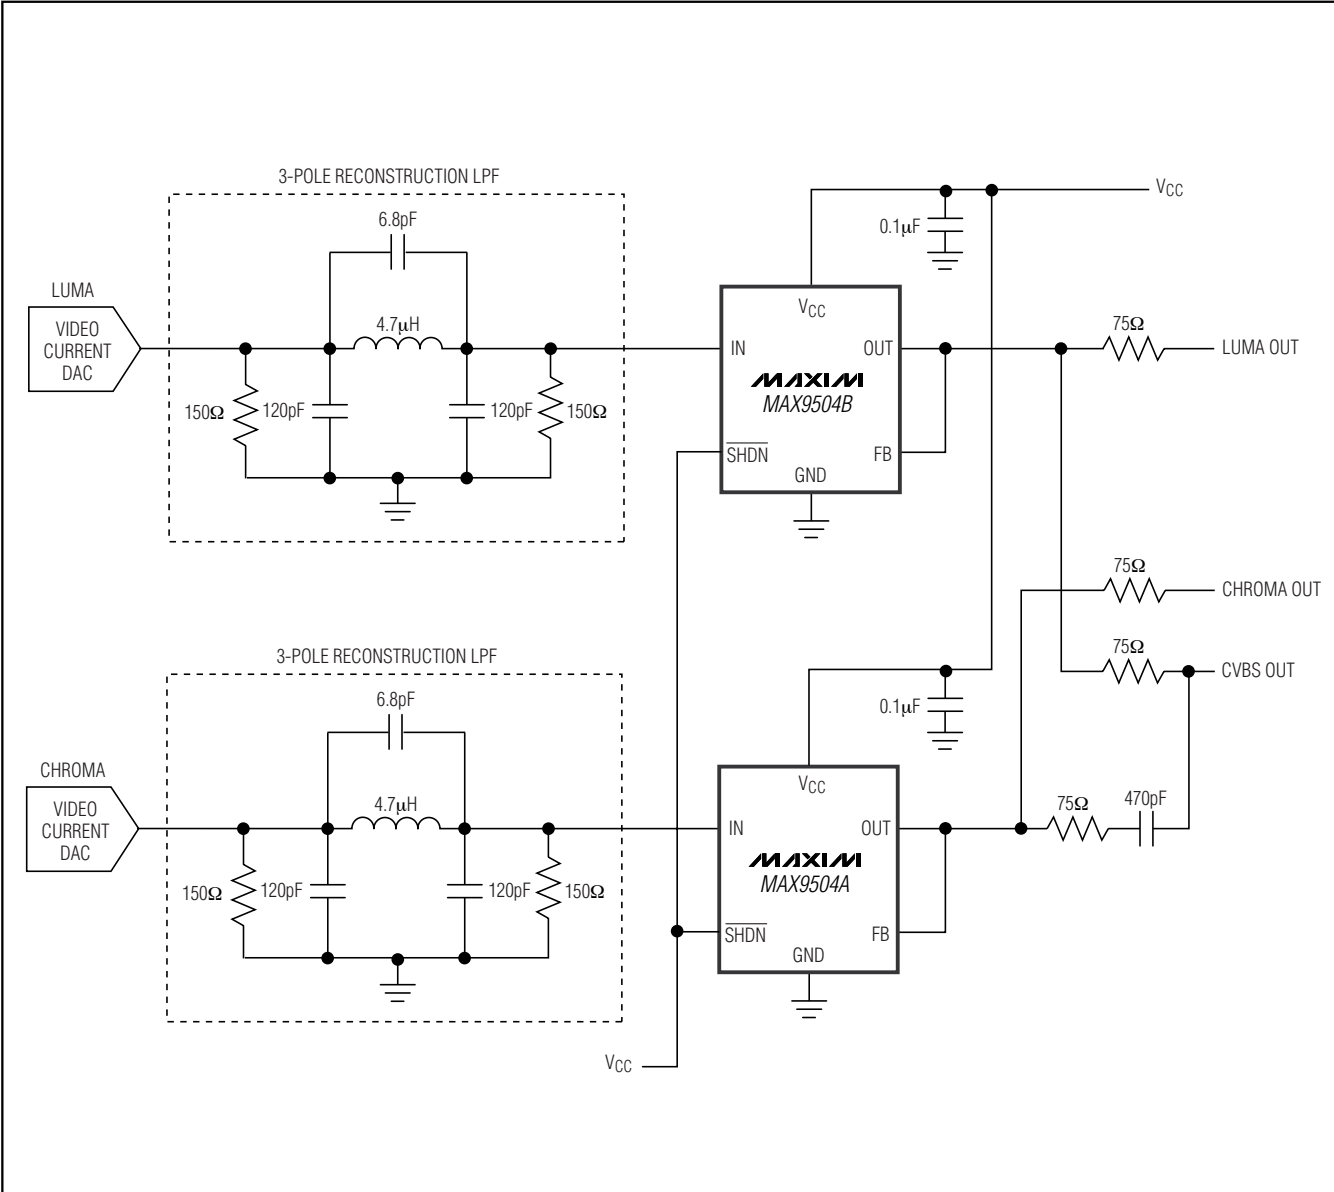 3-POLE RECONSTRUCTION LPF
6.8pF
4.7μH
LUMA
VIDEO
CURRENT
DAC
150Ω
120pF
120pF
150Ω
VCC
0.1μF
VCC
IN
OUT
MAXIM
MAX9504B
SHDN
FB
GND
75Ω
LUMA OUT
75Ω
CHROMA OUT
75Ω
CVBS OUT
3-POLE RECONSTRUCTION LPF
6.8pF
4.7μH
CHROMA
VIDEO
CURRENT
DAC
150Ω
120pF
120pF
150Ω
0.1μF
VCC
IN
OUT
MAXIM
MAX9504A
SHDN
FB
GND
75Ω
470pF
VCC